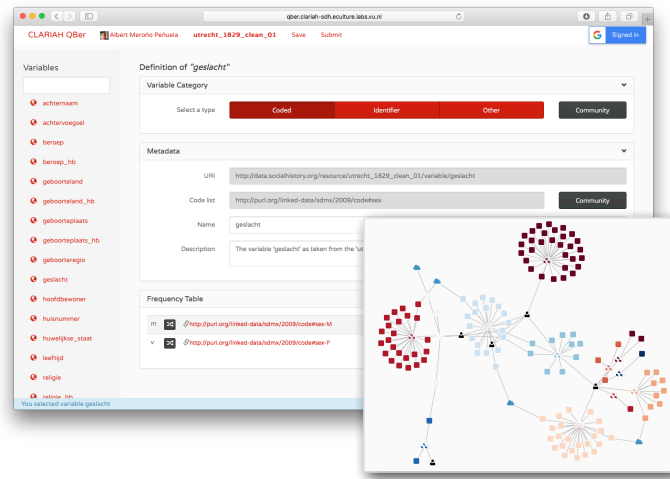 qber.clariah-sdh.eculture.labs.vu.nl
CLARIAH QBer Albert Meroño Peñuela utrecht_1829_clean_01 Save Submit G Signed in
Variables
achternaam
achtervoegsel
beroep
beroep_hb
geboorteland
geboorteland_hb
geboorteplaats
geboorteplaats_hb
geboorteregio
geslacht
hoofdbewoner
huisnummer
huwelijkse_staat
leeftijd
religie
religie_hb
Definition of "geslacht"
Variable Category
Select a type Coded Identifier Other Community
Metadata
URI http://data.socialhistory.org/resource/utrecht_1829_clean_01/variable/geslacht
Code list http://purl.org/linked-data/sdmx/2009/code#sex Community
Name geslacht
Description The variable 'geslacht' as taken from the 'ut
Frequency Table
m http://purl.org/linked-data/sdmx/2009/code#sex-M
v http://purl.org/linked-data/sdmx/2009/code#sex-F
You selected variable geslacht